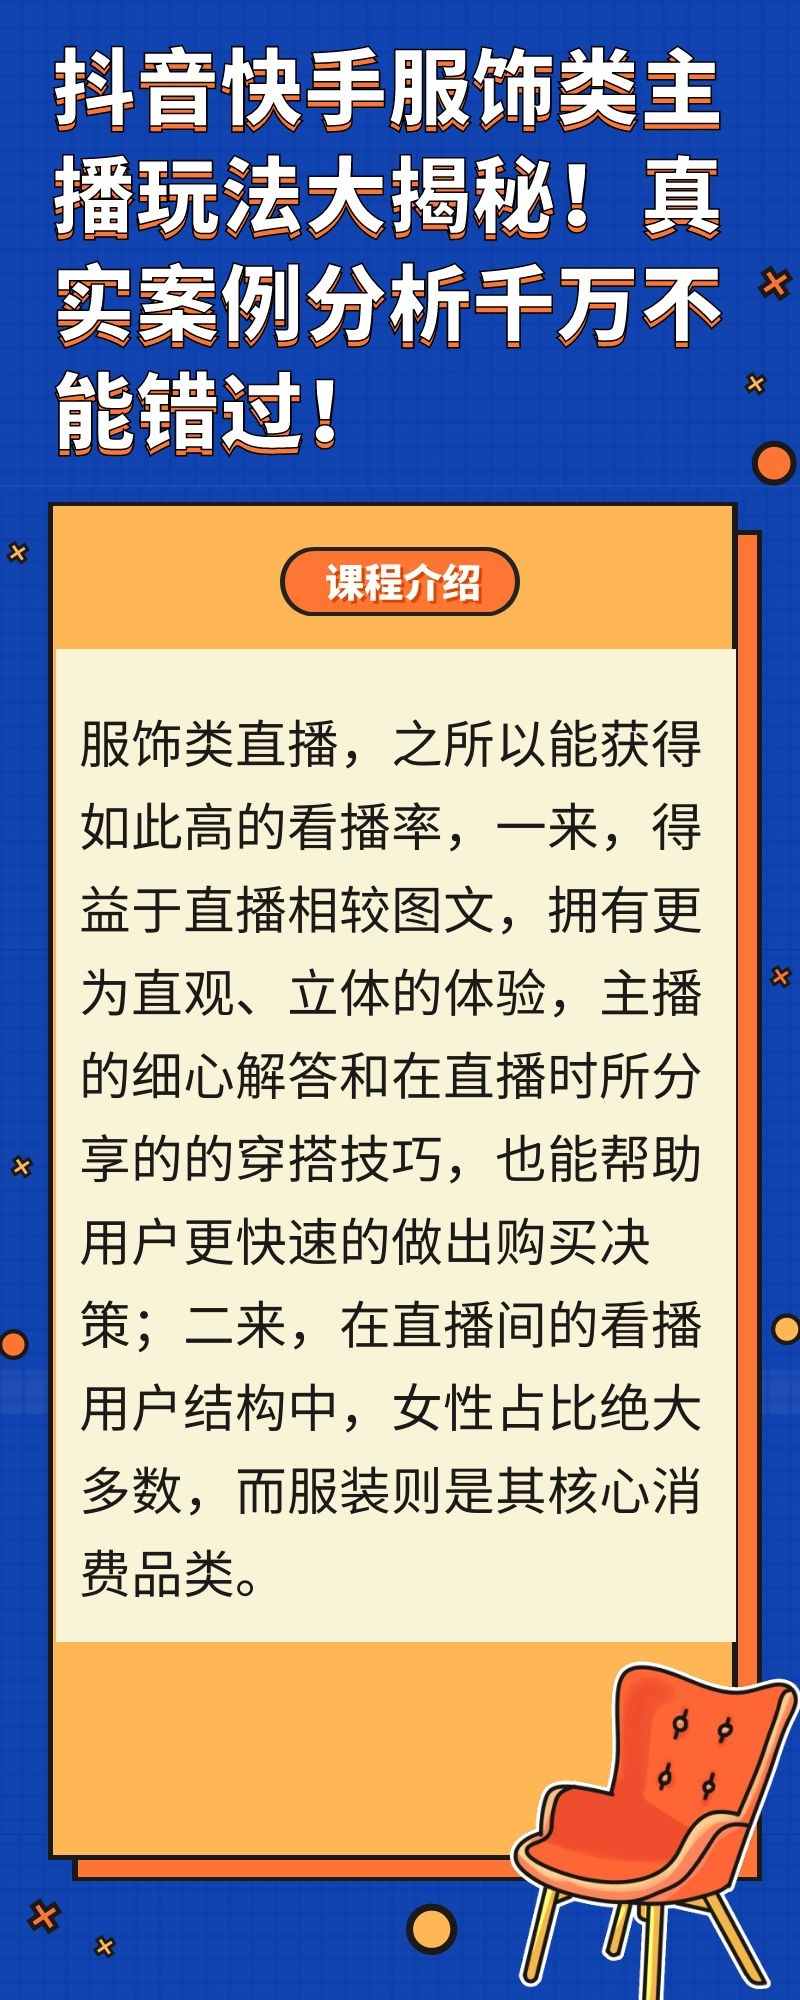 抖音快手服饰类主
播玩法大揭秘！真
实案例分析千万不
能错过！
课程介绍
服饰类直播，之所以能获得
如此高的看播率，一来，得
益于直播相较图文，拥有更
为直观、立体的体验，主播
的细心解答和在直播时所分
享的的穿搭技巧，也能帮助
用户更快速的做出购买决
策；二来，在直播间的看播
用户结构中，女性占比绝大
多数，而服装则是其核心消
费品类。